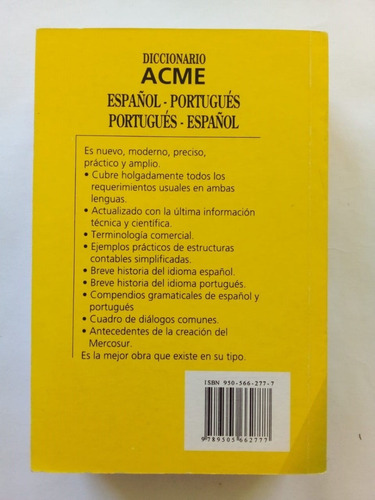 DICCIONARIO
ACME
ESPAÑOL - PORTUGUÉS
PORTUGUÉS - ESPAÑOL
Es nuevo, moderno, preciso,
práctico y amplio.
• Cubre holgadamente todos los
requerimientos usuales en ambas
lenguas.
• Actualizado con la última información
técnica y científica.
• Terminología comercial.
• Ejemplos prácticos de estructuras
contables simplificadas.
• Breve historia del idioma español.
• Breve historia del idioma portugués.
• Compendios gramaticales de español y
portugués
• Cuadro de diálogos comunes.
• Antecedentes de la creación del
Mercosur.
Es la mejor obra que existe en su tipo.
ISBN 950-566-277-7
9 789505 662777